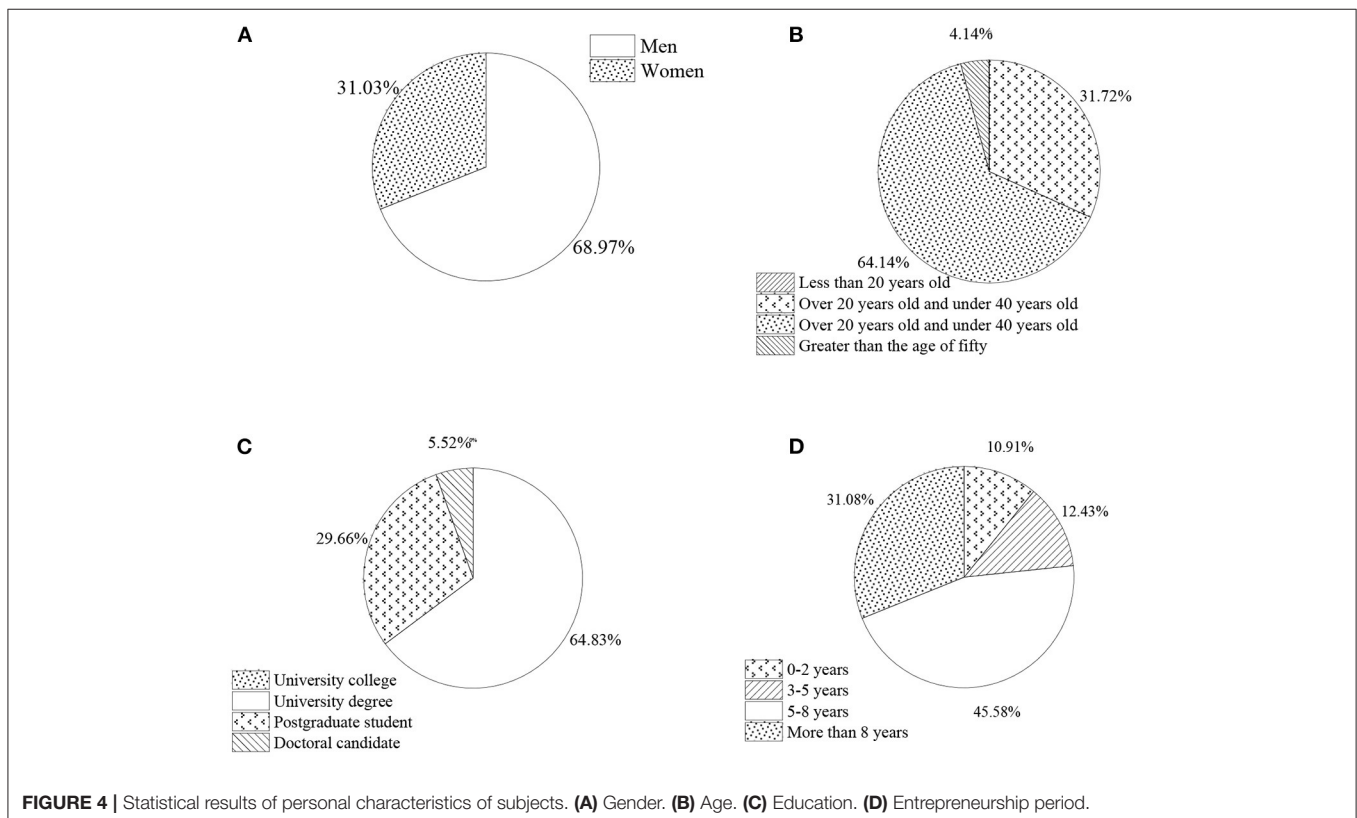 A
Men
Women
31.03%
68.97%
B
4.14%
31.72%
64.14%
Less than 20 years old
Over 20 years old and under 40 years old
Over 20 years old and under 40 years old
Greater than the age of fifty
C
5.52%
29.66%
64.83%
University college
University degree
Postgraduate student
Doctoral candidate
D
10.91%
31.08%
12.43%
0-2 years
3-5 years
5-8 years
45.58%
More than 8 years
FIGURE 4 | Statistical results of personal characteristics of subjects. (A) Gender. (B) Age. (C) Education. (D) Entrepreneurship period.